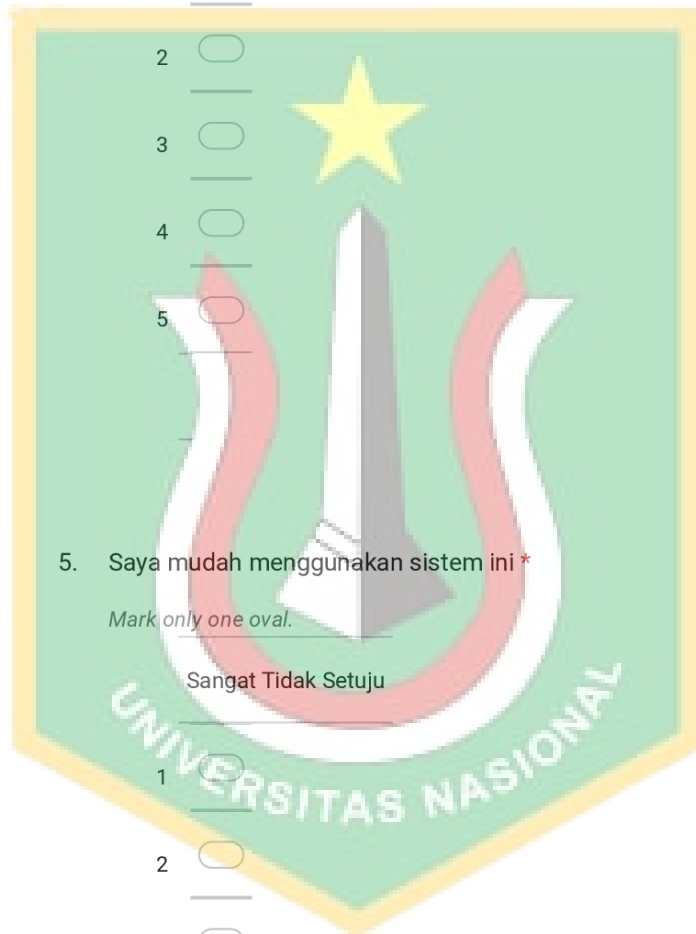 2
3
4
5
5. Saya mudah menggunakan sistem ini *
Mark only one oval.
Sangat Tidak Setuju
1
2
UNIVERSITAS NASIONAL